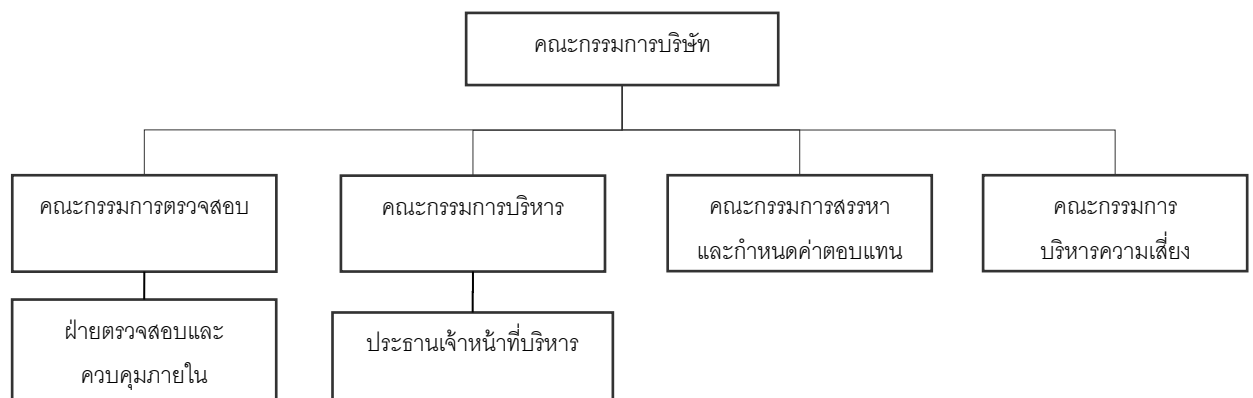 คณะกรรมการบริษัท
คณะกรรมการตรวจสอบ
คณะกรรมการบริหาร
คณะกรรมการสรรหา
และกำหนดค่าตอบแทน
คณะกรรมการ
บริหารความเสี่ยง
ฝ่ายตรวจสอบและ
ควบคุมภายใน
ประธานเจ้าหน้าที่บริหาร